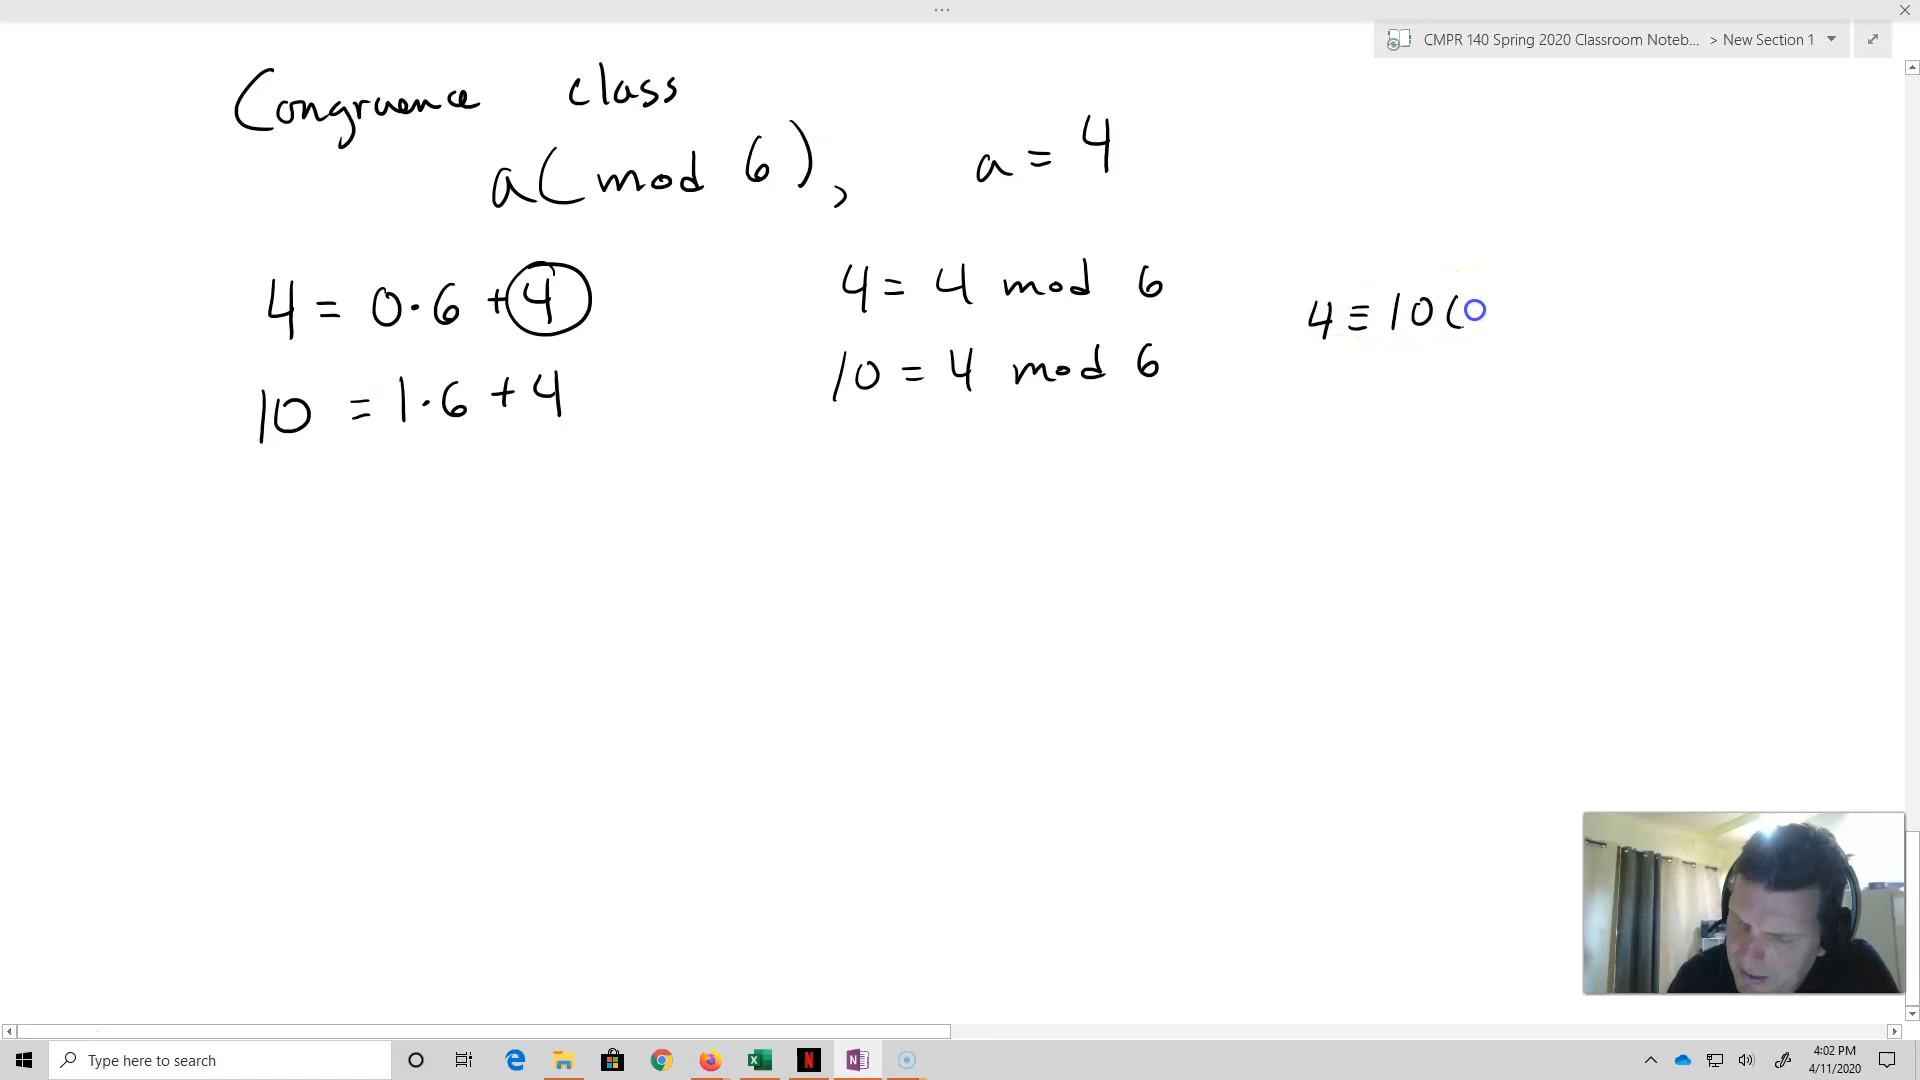 CMPR 140 Spring 2020 Classroom Noteb... > New Section 1
Congruence class
a(mod 6), a = 4
4 = 0·6 + 4 4 = 4 mod 6 4 ≡ 10 (
10 = 1·6 + 4 10 = 4 mod 6
Type here to search
4:02 PM
4/11/2020